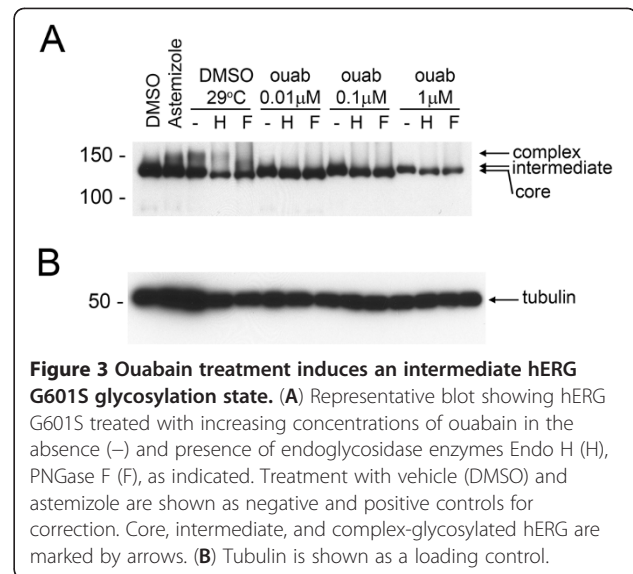 A
DMSO
Astemizole
DMSO ouab ouab ouab
29°C 0.01μM 0.1μM 1μM
- H F - H F - H F - H F
150 -
complex
intermediate
core
100 -
B
50 -
tubulin
Figure 3 Ouabain treatment induces an intermediate hERG
G601S glycosylation state. (A) Representative blot showing hERG
G601S treated with increasing concentrations of ouabain in the
absence (−) and presence of endoglycosidase enzymes Endo H (H),
PNGase F (F), as indicated. Treatment with vehicle (DMSO) and
astemizole are shown as negative and positive controls for
correction. Core, intermediate, and complex-glycosylated hERG are
marked by arrows. (B) Tubulin is shown as a loading control.